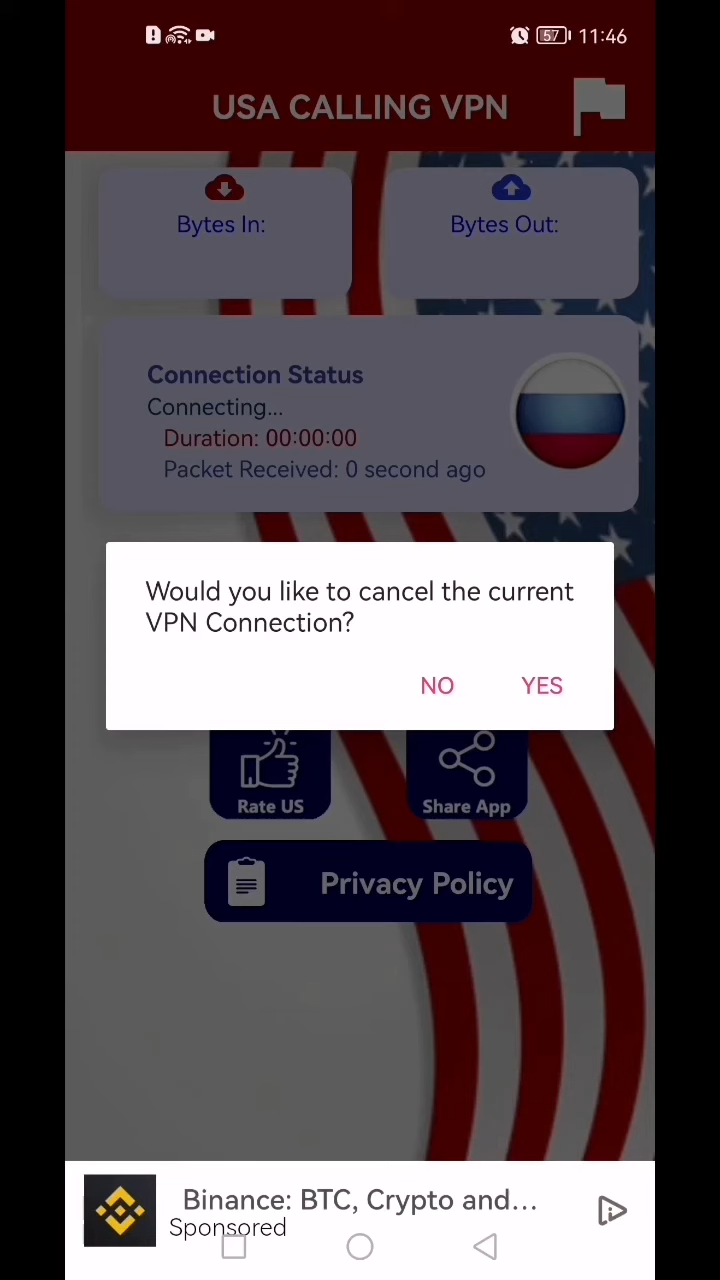 57 11:46
USA CALLING VPN
Bytes In:
Bytes Out:
Connection Status
Connecting...
Duration: 00:00:00
Packet Received: 0 second ago
Would you like to cancel the current
VPN Connection?
NO YES
Rate US
Share App
Privacy Policy
Binance: BTC, Crypto and...
Sponsored